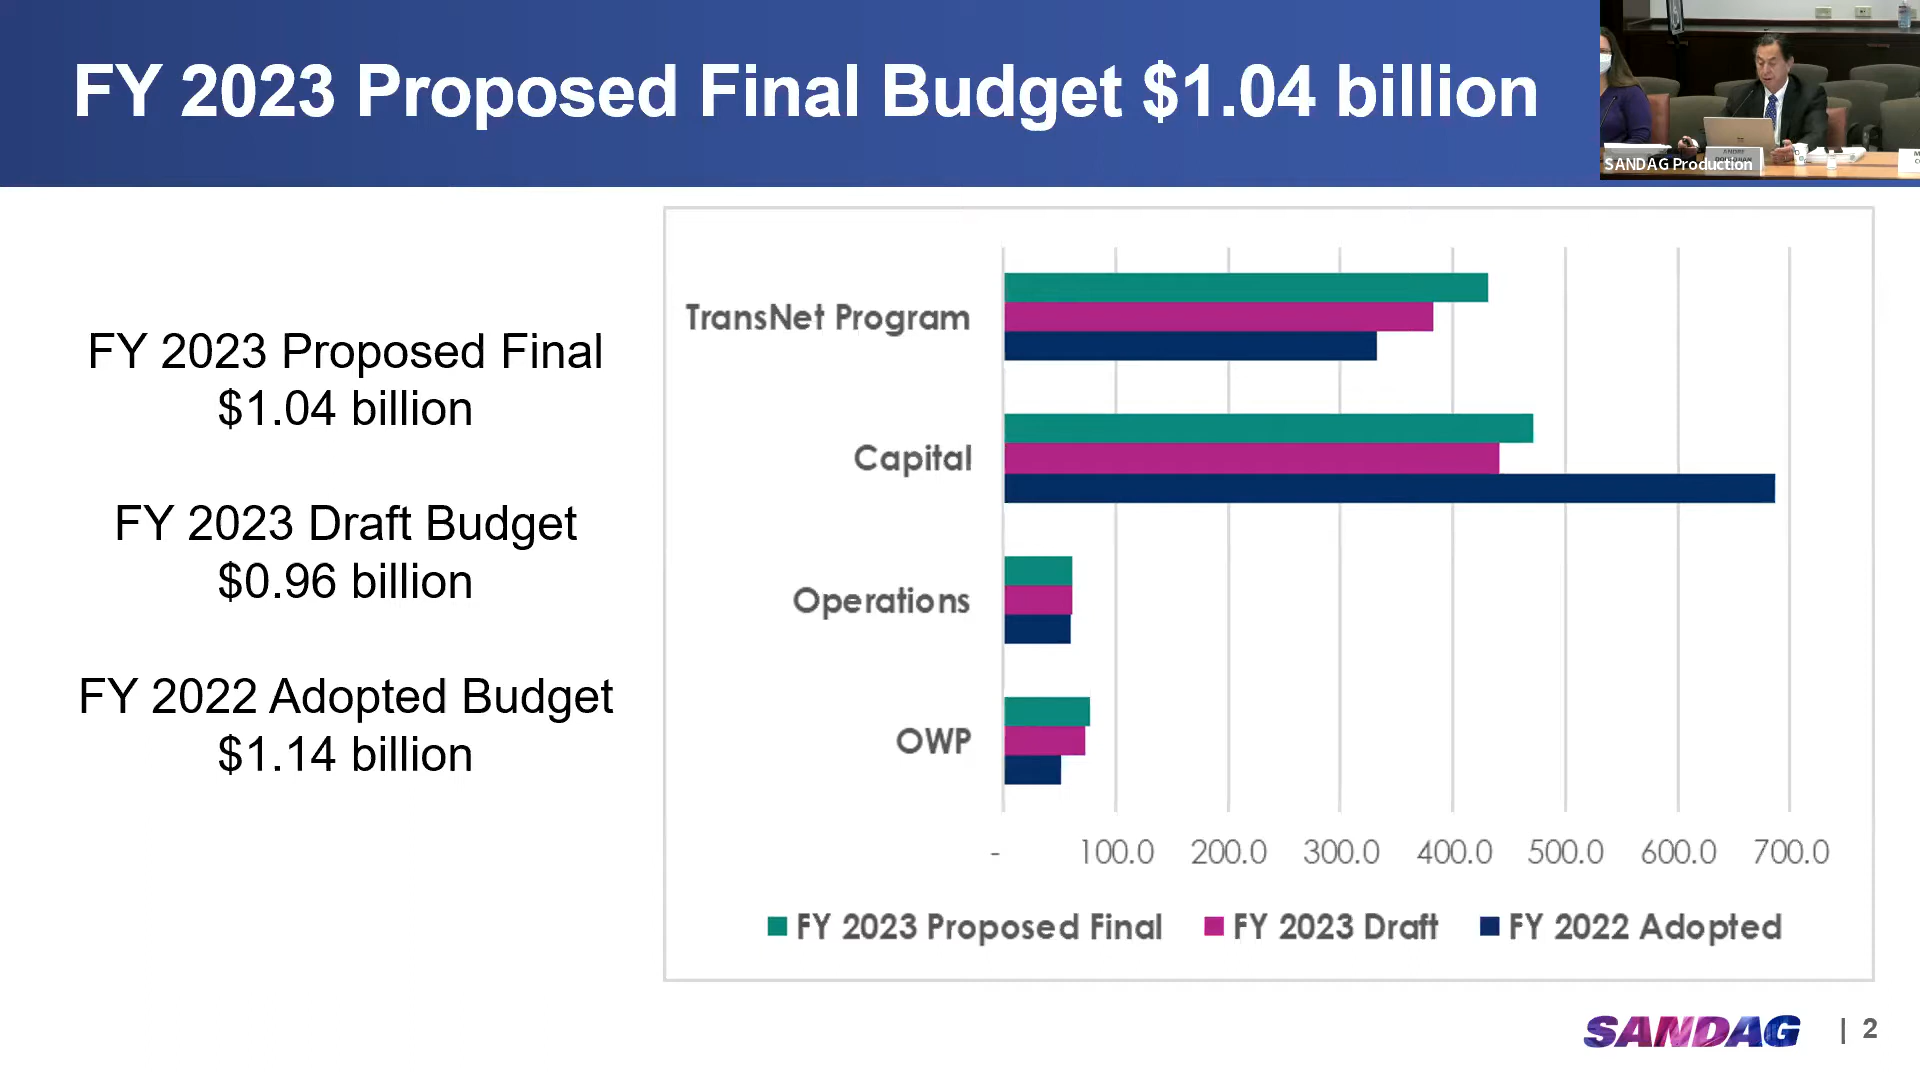 FY 2023 Proposed Final Budget $1.04 billion
SANDAG Production
FY 2023 Proposed Final
$1.04 billion
FY 2023 Draft Budget
$0.96 billion
FY 2022 Adopted Budget
$1.14 billion
TransNet Program
Capital
Operations
OWP
- 100.0 200.0 300.0 400.0 500.0 600.0 700.0
FY 2023 Proposed Final FY 2023 Draft FY 2022 Adopted
SANDAG | 2